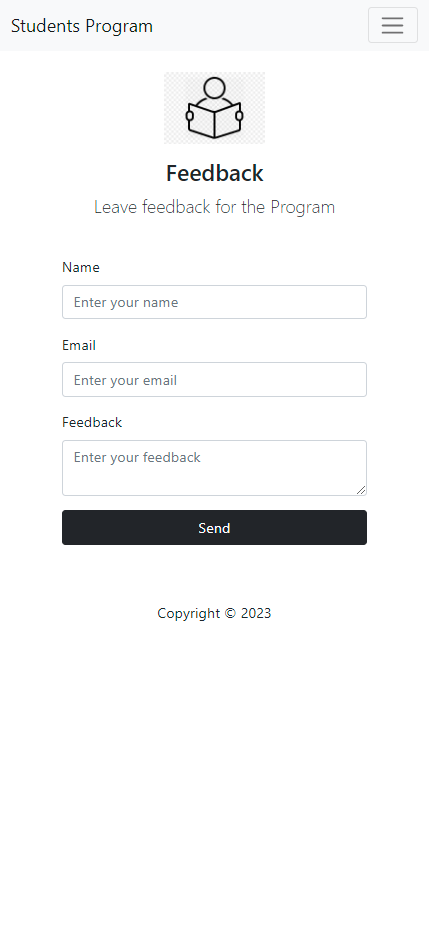 Students Program
Feedback
Leave feedback for the Program
Name
Enter your name
Email
Enter your email
Feedback
Enter your feedback
Send
Copyright © 2023